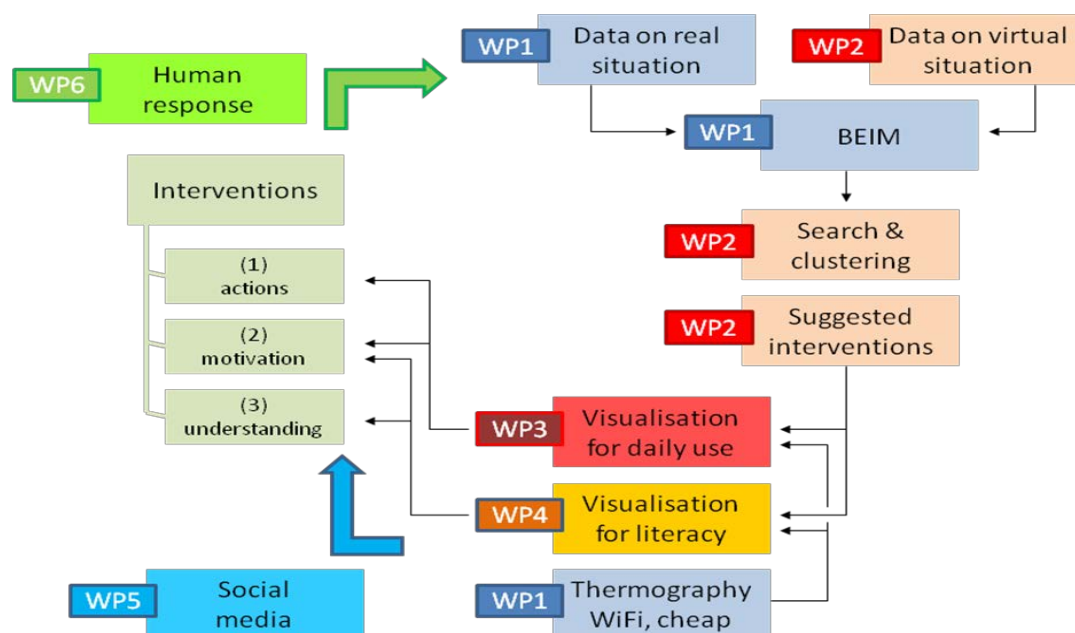 WP1
Data on real
situation
WP2
Data on virtual
situation
WP6
Human
response
WP1
BEIM
Interventions
WP2
Search &
clustering
(1)
actions
WP2
Suggested
interventions
(2)
motivation
(3)
understanding
WP3
Visualisation
for daily use
WP4
Visualisation
for literacy
WP5
Social
media
WP1
Thermography
WiFi, cheap